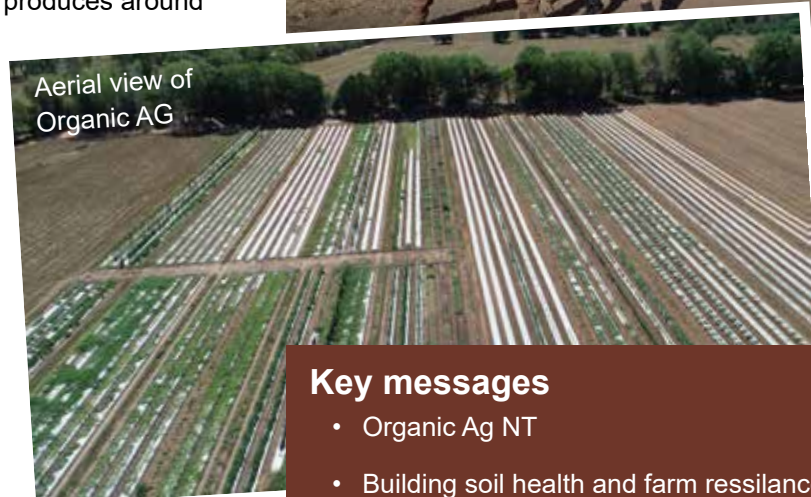 produces around
Aerial view of
Organic AG
Key messages
• Organic Ag NT
• Building soil health and farm ressilanc